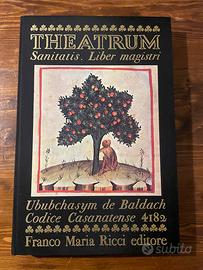 THEATRUM
Sanitatis. Liber magistri
Ububchasym de Baldach
Codice Casanatense 4182
Franco Maria Ricci editore
subito